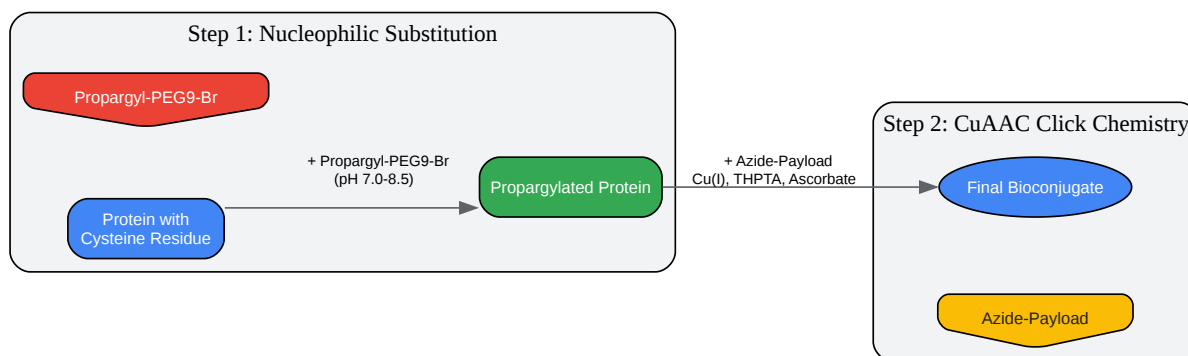 Step 1: Nucleophilic Substitution
Propargyl-PEG9-Br
+ Propargyl-PEG9-Br
(pH 7.0-8.5)
Protein with
Cysteine Residue
Propargylated Protein
+ Azide-Payload
Cu(I), THPTA, Ascorbate
Step 2: CuAAC Click Chemistry
Final Bioconjugate
Azide-Payload